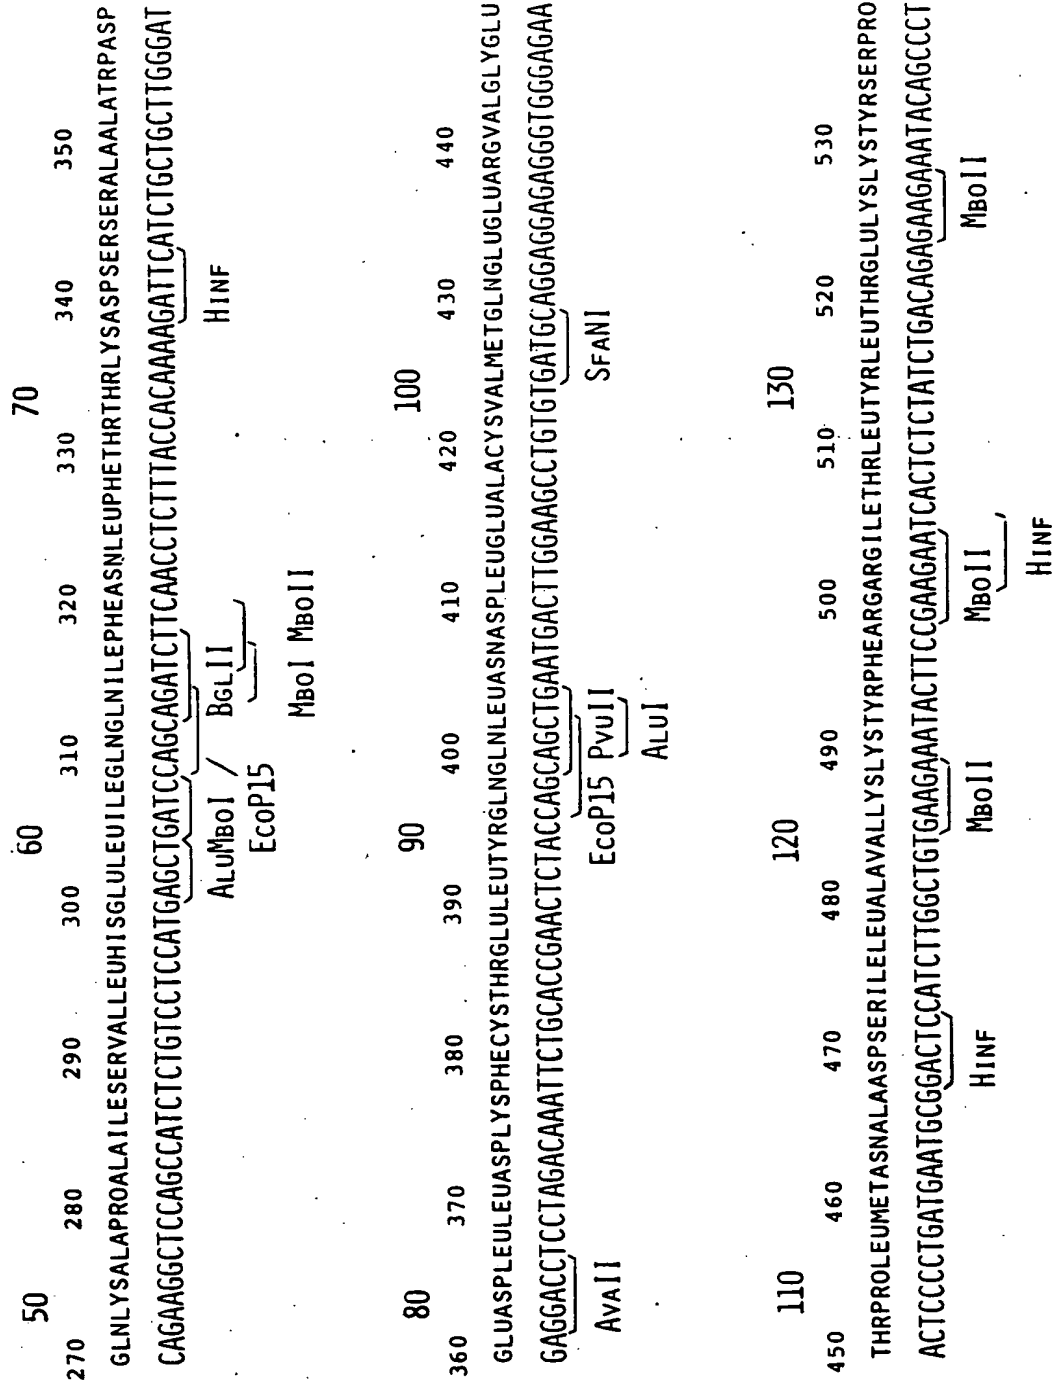 50 60 70
270 280 290 300 310 320 330 340 350
GLNLYSALAPROALAILESERVALLEUHISGLULEUILEGLNGLNILEPHEASNLEUPHETHRTHRLYSASPSERSERALAALATRPASP
CAGAAGGCTCCAGCCATCTCTGTCCTCCATGAGCTGATCCAGCAGATCTTCAACCTCTTTACCACAAAAGATTCATCTGCTGCTTGGGAT
ALUMBOI / BGLII HINF
ECOP15 MBOI MBOII
80 90 100
360 370 380 390 400 410 420 430 440
GLUASPLEULEUASPLYSPHECYSTHRGLULEUTYRGLNGLNLEUASNASPLEUGLUALACYSVALMETGLNGLUGLUARGVALGLYGLU
GAGGACCTCCTAGACAAATTCTGCACCGAACTCTACCAGCAGCTGAATGACTTGGAAGCCTGTGTGATGCAGGAGGAGAGGGTGGGAGAA
AVAII ECOP15 PVUII SFANI
ALUI
110 120 130
450 460 470 480 490 500 510 520 530
THRPROLEUMETASNALAASPSERILELEUALAVALLYSLYSTYRPHEARGARGILETHRLEUTYRLEUTHRGLULYSLYSTYRSERPRO
ACTCCCCTGATGAATGCGGACTCCATCTTGGCTGTGAAGAAATACTTCCGAAGAATCACTCTCTATCTGACAGAGAAGAAATACAGCCCT
HINF MBOII MBOII MBOII
HINF